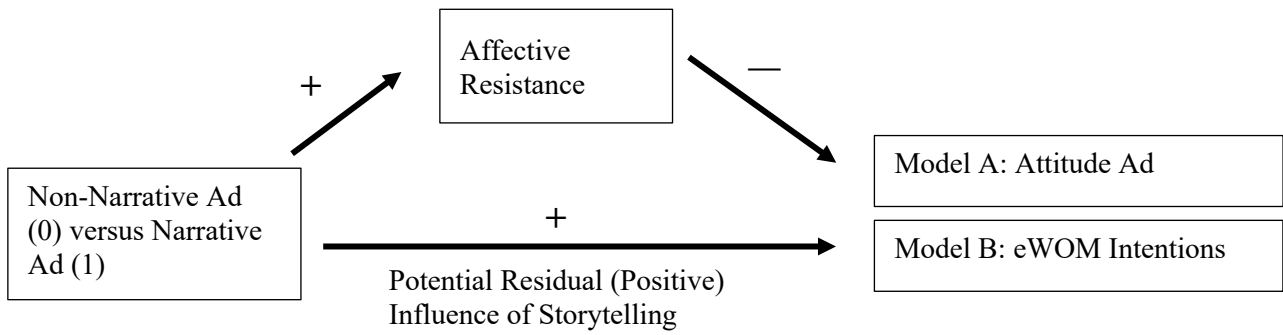 Affective
Resistance
+
—
Non-Narrative Ad
(0) versus Narrative
Ad (1)
+
Model A: Attitude Ad
Model B: eWOM Intentions
Potential Residual (Positive)
Influence of Storytelling